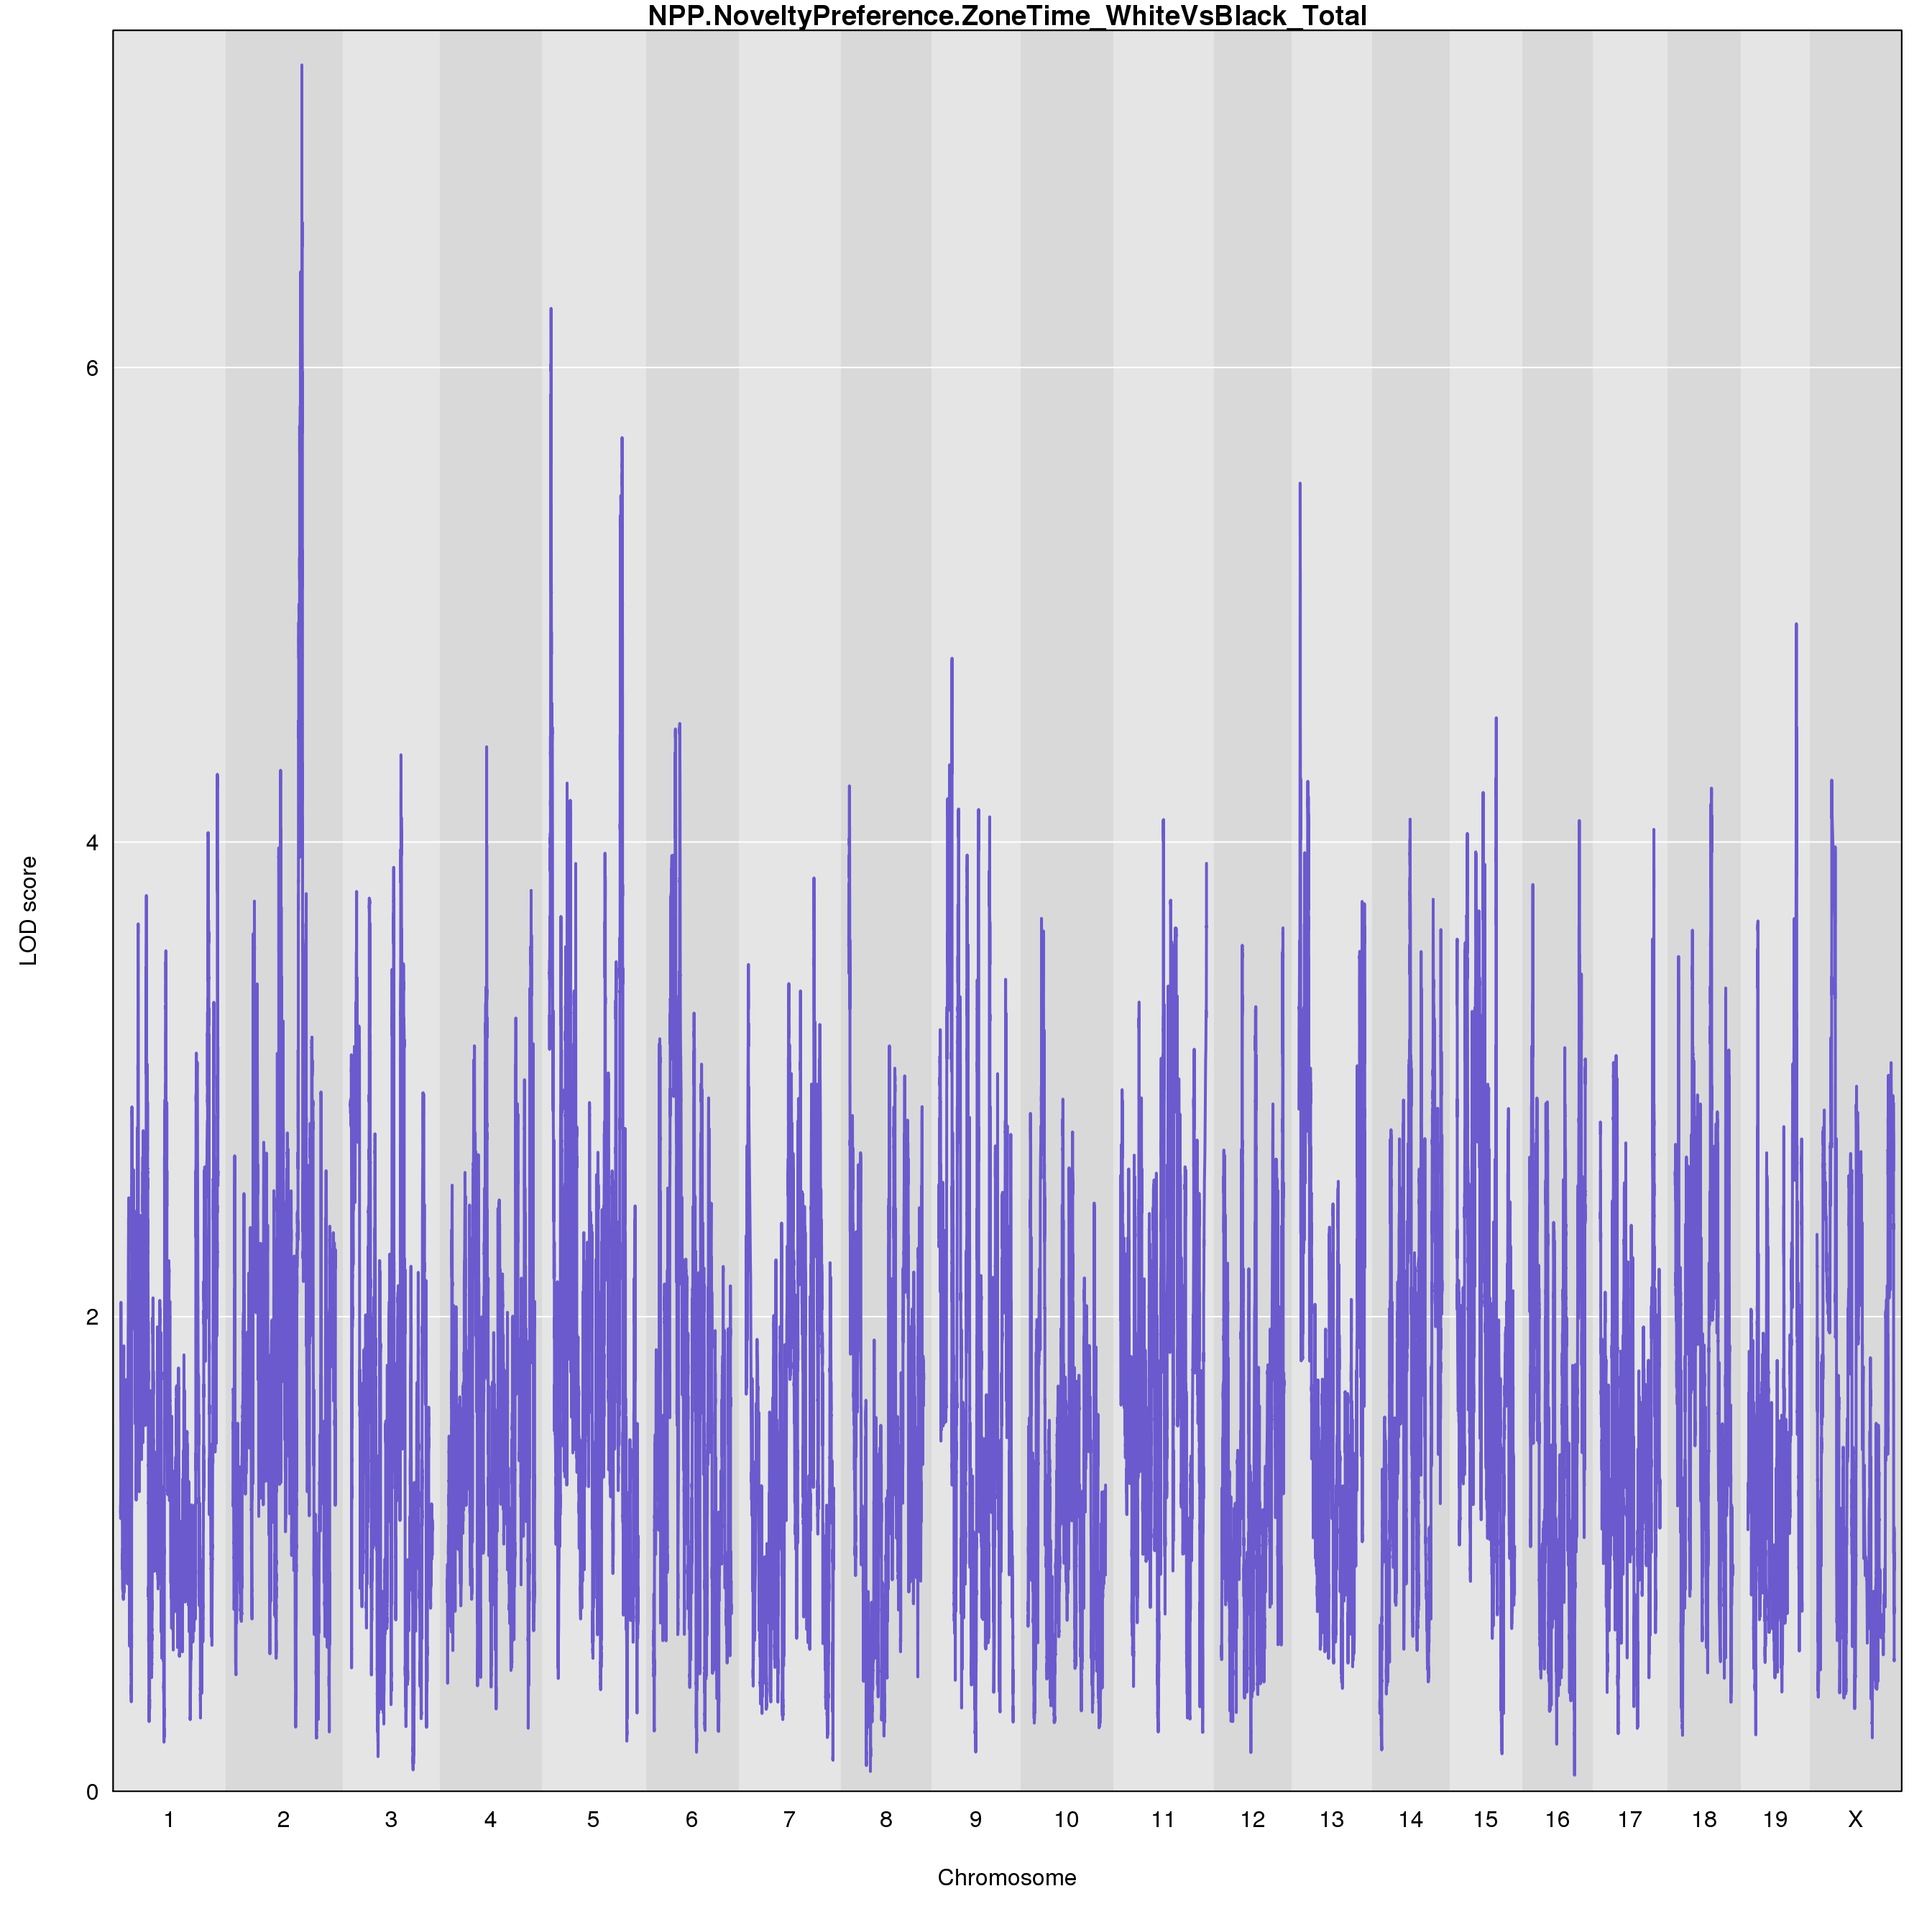 NPP.NoveltyPreference.ZoneTime_WhiteVsBlack_Total
6
4
2
0
LOD score
1 2 3 4 5 6 7 8 9 10 11 12 13 14 15 16 17 18 19 X
Chromosome